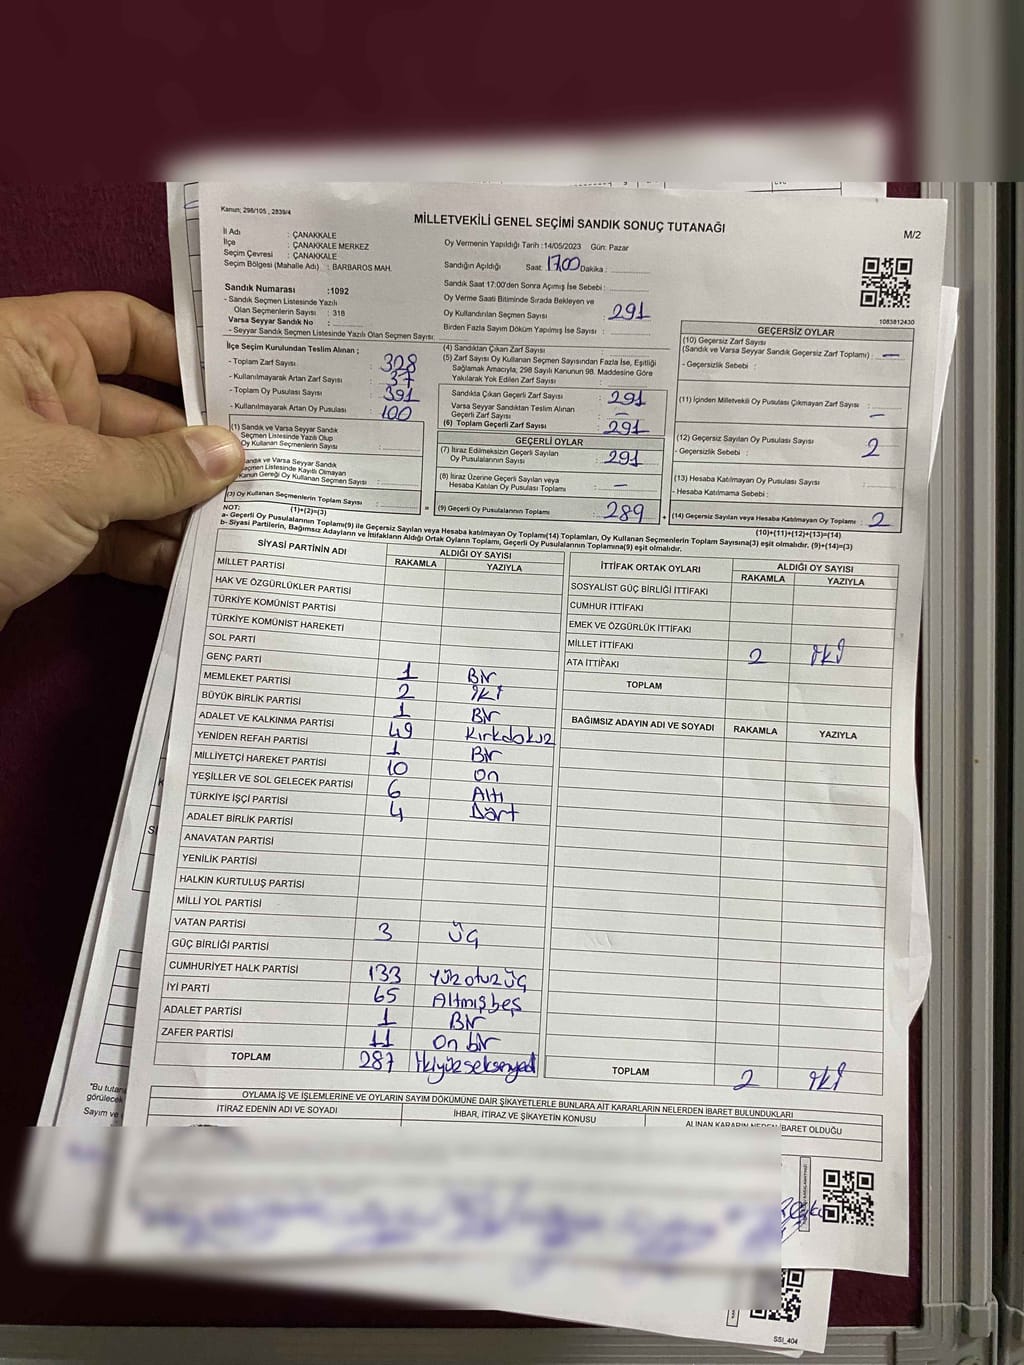 Kanun; 298/105 , 2839/4
MİLLETVEKİLİ GENEL SEÇİMİ SANDIK SONUÇ TUTANAĞI
M/2
İl Adı : ÇANAKKALE
İlçe : ÇANAKKALE MERKEZ
Seçim Çevresi : ÇANAKKALE
Seçim Bölgesi (Mahalle Adı) : BARBAROS MAH.
Oy Vermenin Yapıldığı Tarih :14/05/2023 Gün: Pazar
Sandığın Açıldığı Saat: 17.00 Dakika :
Sandık Saat 17:00'den Sonra Açımış İse Sebebi :
Oy Verme Saati Bitiminde Sırada Bekleyen ve
Oy Kullandırılan Seçmen Sayısı : 291
Birden Fazla Sayım Döküm Yapılmış İse Sayısı :
1083812430
Sandık Numarası :1092
- Sandık Seçmen Listesinde Yazılı
Olan Seçmenlerin Sayısı : 318
Varsa Seyyar Sandık No :
- Seyyar Sandık Seçmen Listesinde Yazılı Olan Seçmen Sayısı
İlçe Seçim Kurulundan Teslim Alınan ;
- Toplam Zarf Sayısı : 328
- Kullanılmayarak Artan Zarf Sayısı : 37
- Toplam Oy Pusulası Sayısı : 391
- Kullanılmayarak Artan Oy Pusulası 100
(1) Sandık ve Varsa Seyyar Sandık
Seçmen Listesinde Yazılı Olup
Oy Kullanan Seçmenlerin Sayısı :
andık ve Varsa Seyyar Sandık
eçmen Listesinde Kayıtlı Olmayan
Kanun Gereği Oy Kullanan Seçmen Sayısı :
(3) Oy Kullanan Seçmenlerin Toplam Sayısı :
(1)+(2)=(3)
(4) Sandıktan Çıkan Zarf Sayısı :
(5) Zarf Sayısı Oy Kullanan Seçmen Sayısından Fazla İse, Eşitliği
Sağlamak Amacıyla, 298 Sayılı Kanunun 98. Maddesine Göre
Yakılarak Yok Edilen Zarf Sayısı :
Sandıkta Çıkan Geçerli Zarf Sayısı : 291
Varsa Seyyar Sandıktan Teslim Alınan
Geçerli Zarf Sayısı : —
(6) Toplam Geçerli Zarf Sayısı : 291
GEÇERLİ OYLAR
(7) İtiraz Edilmeksizin Geçerli Sayılan
Oy Pusulalarının Sayısı : 291
(8) İtiraz Üzerine Geçerli Sayılan veya
Hesaba Katılan Oy Pusulası Toplamı : —
= (9) Geçerli Oy Pusulalarının Toplamı : 289
GEÇERSİZ OYLAR
(10) Geçersiz Zarf Sayısı
(Sandık ve Varsa Seyyar Sandık Geçersiz Zarf Toplamı) : —
- Geçersizlik Sebebi :
(11) İçinden Milletvekili Oy Pusulası Çıkmayan Zarf Sayısı : —
(12) Geçersiz Sayılan Oy Pusulası Sayısı : 2
- Geçersizlik Sebebi :
(13) Hesaba Katılmayan Oy Pusulası Sayısı :
- Hesaba Katılmama Sebebi :
+ (14) Geçersiz Sayılan veya Hesaba Katılmayan Oy Toplamı : 2
(10)+(11)+(12)+(13)=(14)
NOT:
a- Geçerli Oy Pusulalarının Toplamı(9) ile Geçersiz Sayılan veya Hesaba katılmayan Oy Toplam(14) Toplamları, Oy Kullanan Seçmenlerin Toplam Sayısına(3) eşit olmalıdır. (9)+(14)=(3)
b- Siyasi Partilerin, Bağımsız Adayların ve İttifakların Aldığı Ortak Oyların Toplamı, Geçerli Oy Pusulalarının Toplamına(9) eşit olmalıdır.
SİYASİ PARTİNİN ADI ALDIĞI OY SAYISI
RAKAMLA YAZIYLA
MİLLET PARTİSİ
HAK VE ÖZGÜRLÜKLER PARTİSİ
TÜRKİYE KOMÜNİST PARTİSİ
TÜRKİYE KOMÜNİST HAREKETİ
SOL PARTİ
GENÇ PARTİ 1 Bir
MEMLEKET PARTİSİ 2 İki
BÜYÜK BİRLİK PARTİSİ 1 Bir
ADALET VE KALKINMA PARTİSİ 49 Kırkdokuz
YENİDEN REFAH PARTİSİ 1 Bir
MİLLİYETÇİ HAREKET PARTİSİ 10 On
YEŞİLLER VE SOL GELECEK PARTİSİ 6 Altı
TÜRKİYE İŞÇİ PARTİSİ 4 Dört
ADALET BİRLİK PARTİSİ
ANAVATAN PARTİSİ
YENİLİK PARTİSİ
HALKIN KURTULUŞ PARTİSİ
MİLLİ YOL PARTİSİ
VATAN PARTİSİ 3 Üç
GÜÇ BİRLİĞİ PARTİSİ
CUMHURİYET HALK PARTİSİ 133 Yüzotuzüç
İYİ PARTİ 65 Altmışbeş
ADALET PARTİSİ 1 Bir
ZAFER PARTİSİ 11 On bir
TOPLAM 287 İkiyüzseksenyedi
İTTİFAK ORTAK OYLARI ALDIĞI OY SAYISI
RAKAMLA YAZIYLA
SOSYALİST GÜÇ BİRLİĞİ İTTİFAKI
CUMHUR İTTİFAKI
EMEK VE ÖZGÜRLÜK İTTİFAKI
MİLLET İTTİFAKI 2 İki
ATA İTTİFAKI
TOPLAM
BAĞIMSIZ ADAYIN ADI VE SOYADI RAKAMLA YAZIYLA
TOPLAM 2 İki
OYLAMA İŞ VE İŞLEMLERİNE VE OYLARIN SAYIM DÖKÜMÜNE DAİR ŞİKAYETLERLE BUNLARA AİT KARARLARIN NELERDEN İBARET BULUNDUKLARI
İTİRAZ EDENİN ADI VE SOYADI İHBAR, İTİRAZ VE ŞİKAYETİN KONUSU ALINAN KARARIN NEDEN İBARET OLDUĞU
"Bu tutana
görülecek
Sayım ve
SSİ_404